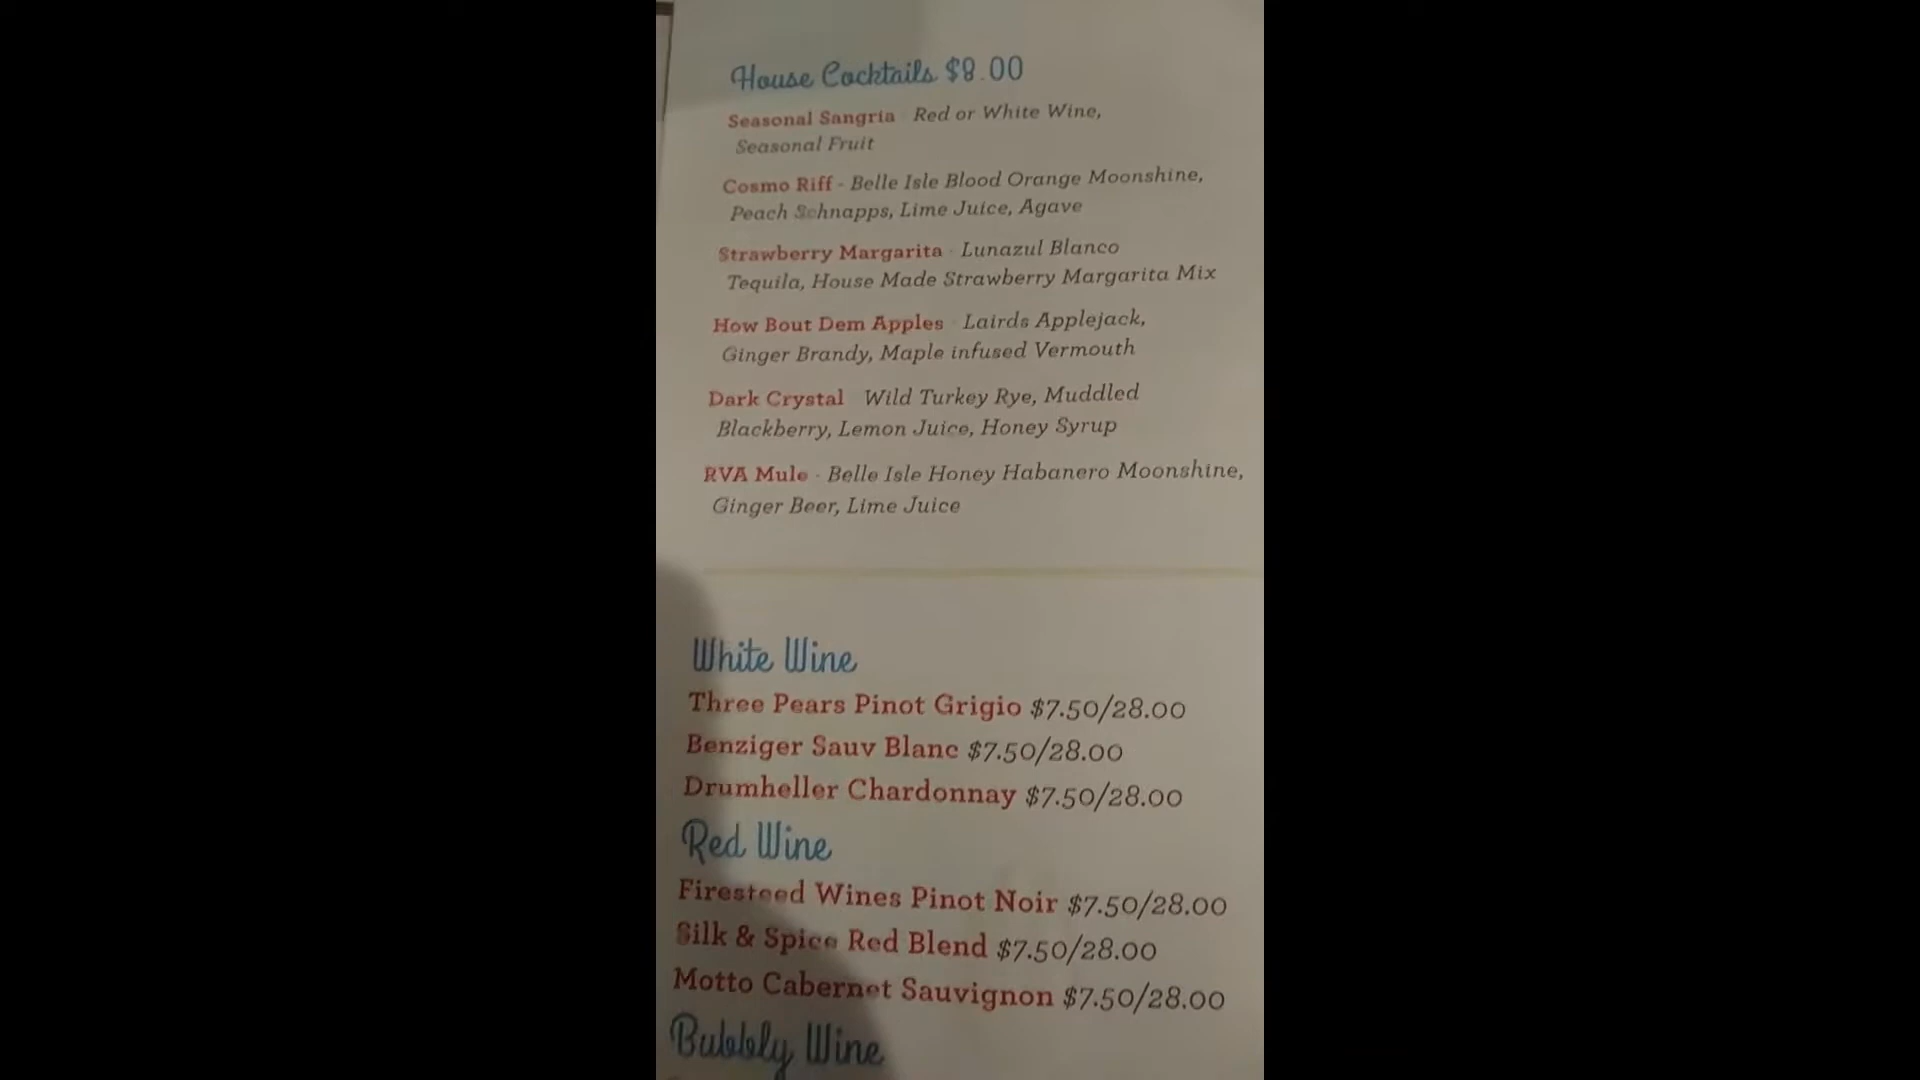 House Cocktails $8.00
Seasonal Sangria - Red or White Wine,
Seasonal Fruit
Cosmo Riff - Belle Isle Blood Orange Moonshine,
Peach Schnapps, Lime Juice, Agave
Strawberry Margarita - Lunazul Blanco
Tequila, House Made Strawberry Margarita Mix
How Bout Dem Apples - Lairds Applejack,
Ginger Brandy, Maple infused Vermouth
Dark Crystal Wild Turkey Rye, Muddled
Blackberry, Lemon Juice, Honey Syrup
RVA Mule - Belle Isle Honey Habanero Moonshine,
Ginger Beer, Lime Juice
White Wine
Three Pears Pinot Grigio $7.50/28.00
Benziger Sauv Blanc $7.50/28.00
Drumheller Chardonnay $7.50/28.00
Red Wine
Firesteed Wines Pinot Noir $7.50/28.00
Silk & Spice Red Blend $7.50/28.00
Motto Cabernet Sauvignon $7.50/28.00
Bubbly Wine